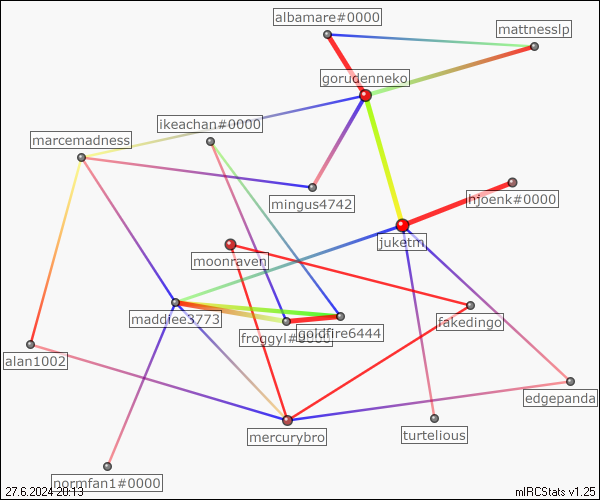 albamare#0000
mattnesslp
gorudenneko
ikeachan#0000
marcemadness
hjoenk#0000
mingus4742
juketm
moonraven
maddiee3773
fakedingo
goldfire6444
froggyl#0000
alan1002
edgepanda
mercurybro
turtelious
normfan1#0000
27.6.2024 20:13
mIRCStats v1.25